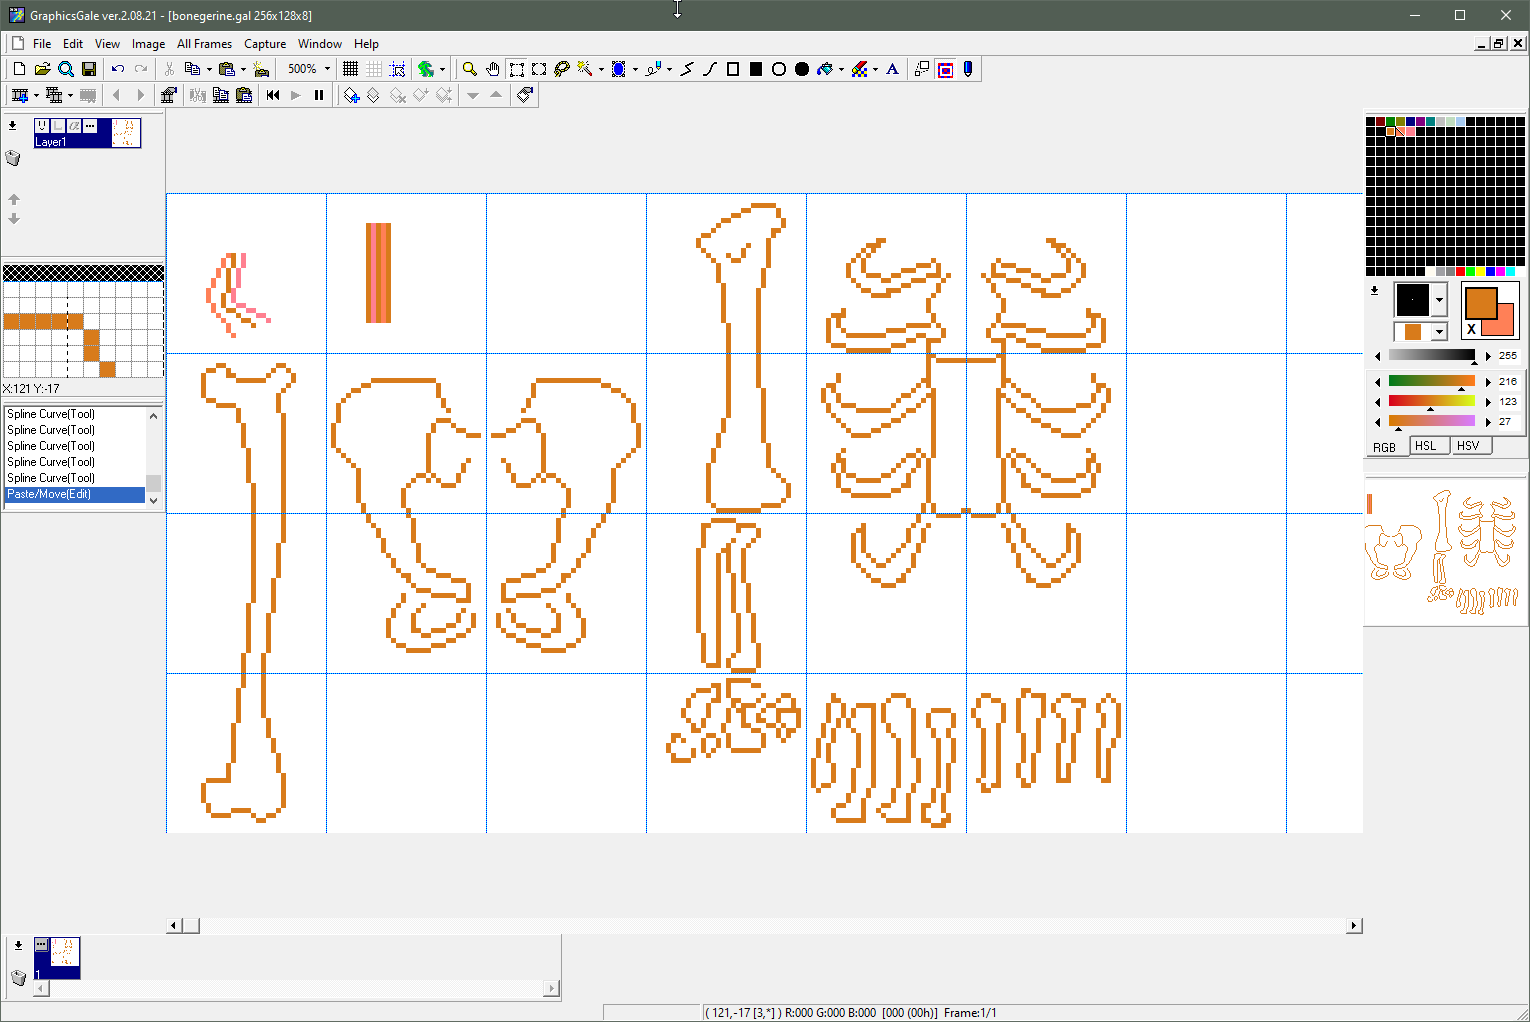 GraphicsGale ver.2.08.21 - [bonegerine.gal 256x128x8]
File Edit View Image All Frames Capture Window Help
500%
A
Layer1
X:121 Y:-17
Spline Curve(Tool)
Spline Curve(Tool)
Spline Curve(Tool)
Spline Curve(Tool)
Spline Curve(Tool)
Paste/Move(Edit)
X
255
216
123
27
RGB HSL HSV
1
( 121,-17 [3,*] ) R:000 G:000 B:000 [000 (00h)] Frame:1/1